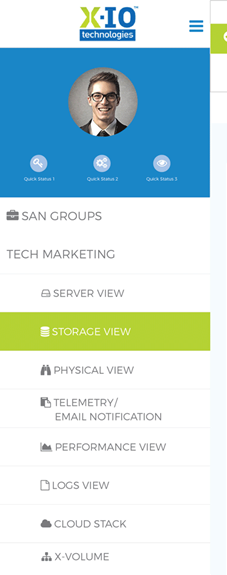 X-IO™
technologies
Quick Status 1
Quick Status 2
Quick Status 3
SAN GROUPS
TECH MARKETING
SERVER VIEW
STORAGE VIEW
PHYSICAL VIEW
TELEMETRY/
EMAIL NOTIFICATION
PERFORMANCE VIEW
LOGS VIEW
CLOUD STACK
X-VOLUME